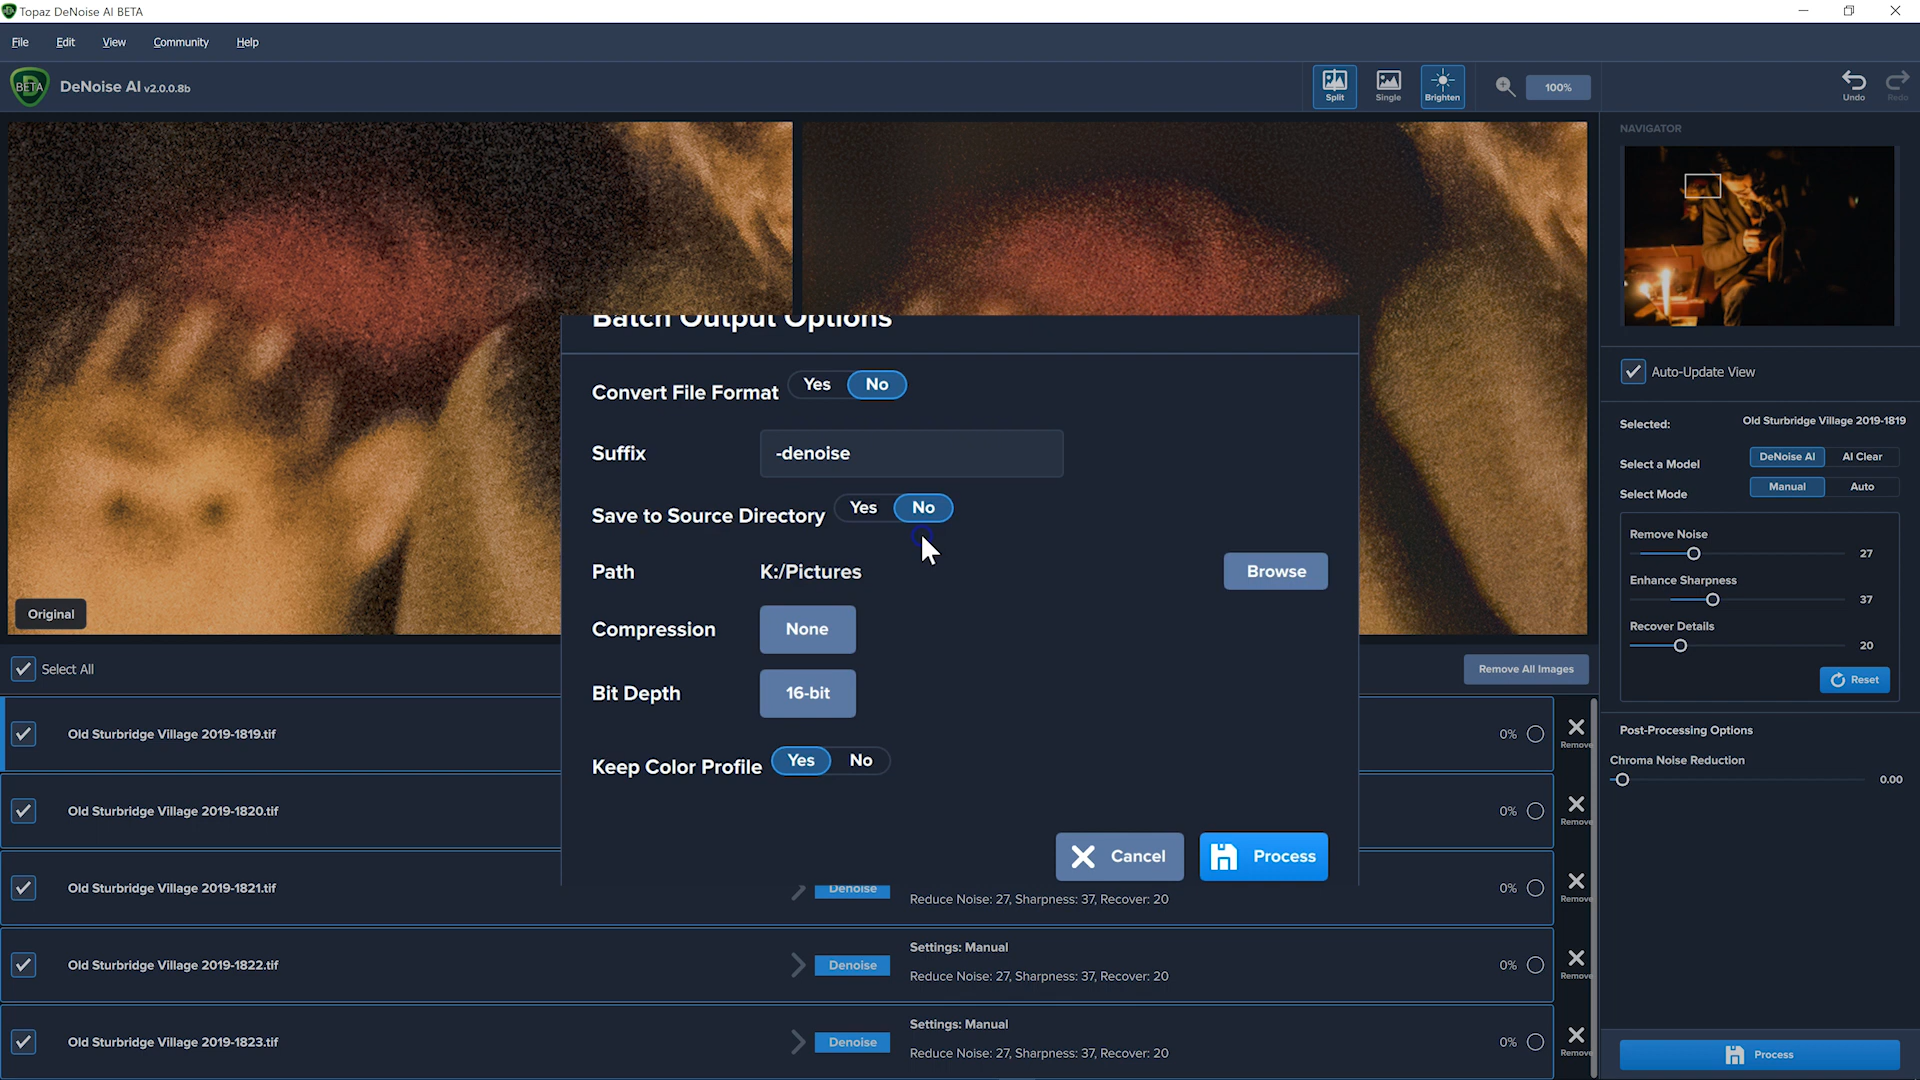 Topaz DeNoise AI BETA
File Edit View Community Help
BETA DeNoise AI v2.0.0.8b
Split Single Brighten 100% Undo Redo
NAVIGATOR
Auto-Update View
Selected: Old Sturbridge Village 2019-1819
Select a Model DeNoise AI AI Clear
Select Mode Manual Auto
Remove Noise
27
Enhance Sharpness
37
Recover Details
20
Reset
Post-Processing Options
Chroma Noise Reduction
0.00
Process
Original
Batch Output Options
Convert File Format Yes No
Suffix -denoise
Save to Source Directory Yes No
Path K:/Pictures Browse
Compression None
Bit Depth 16-bit
Keep Color Profile Yes No
Cancel Process
Select All Remove All Images
Old Sturbridge Village 2019-1819.tif 0% Remove
Old Sturbridge Village 2019-1820.tif 0% Remove
Old Sturbridge Village 2019-1821.tif Denoise 0% Remove
Reduce Noise: 27, Sharpness: 37, Recover: 20
Settings: Manual
Old Sturbridge Village 2019-1822.tif Denoise 0% Remove
Reduce Noise: 27, Sharpness: 37, Recover: 20
Settings: Manual
Old Sturbridge Village 2019-1823.tif Denoise 0% Remove
Reduce Noise: 27, Sharpness: 37, Recover: 20